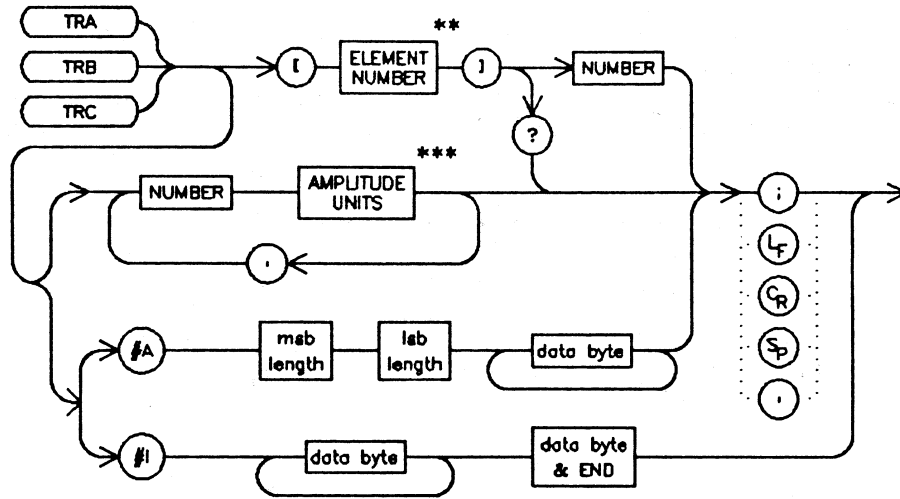 TRA
TRB
TRC
[
ELEMENT
NUMBER
**
]
NUMBER
?
NUMBER
AMPLITUDE
UNITS
***
,
;
LF
CR
SP
,
#A
msb
length
lsb
length
data byte
#I
data byte
data byte
& END